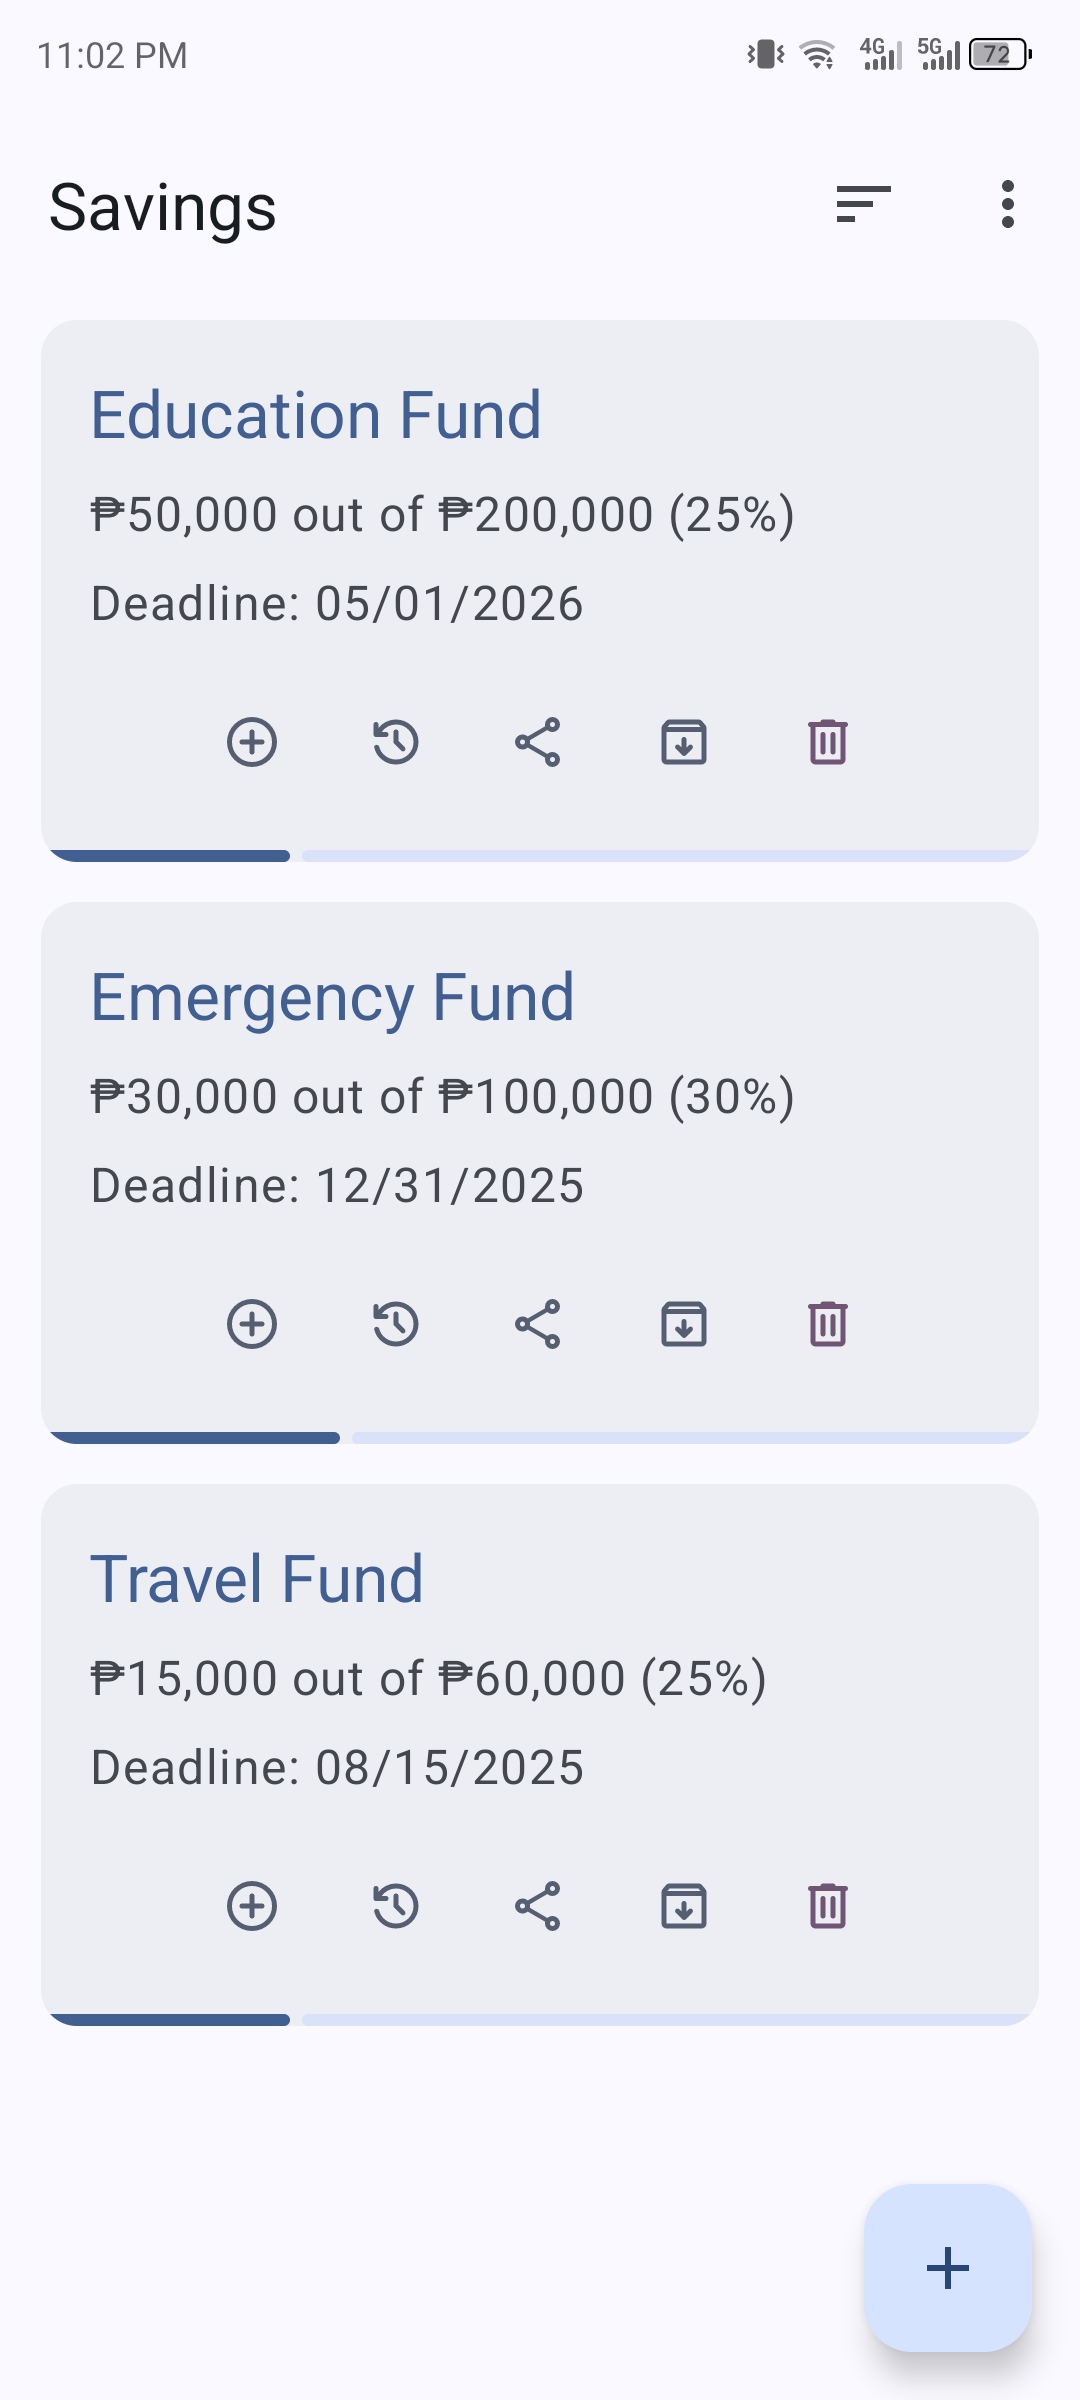 11:02 PM
4G 5G 72
Savings
Education Fund
₱50,000 out of ₱200,000 (25%)
Deadline: 05/01/2026
Emergency Fund
₱30,000 out of ₱100,000 (30%)
Deadline: 12/31/2025
Travel Fund
₱15,000 out of ₱60,000 (25%)
Deadline: 08/15/2025